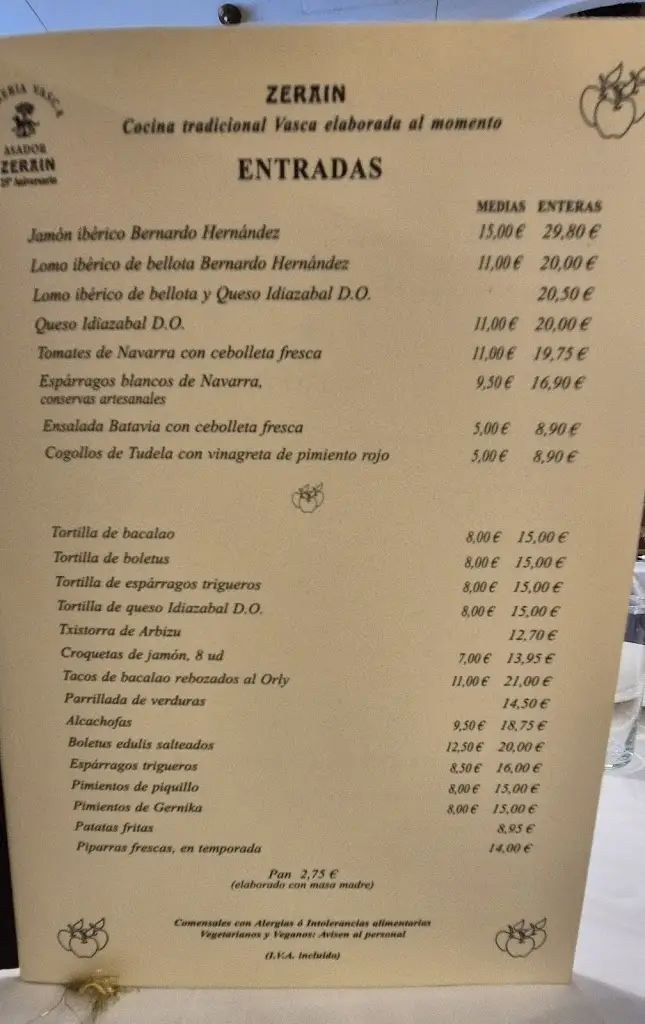 ERIA VASCA
ASADOR
ZERAIN
25º Aniversario
ZERAIN
Cocina tradicional Vasca elaborada al momento
ENTRADAS
MEDIAS ENTERAS
Jamón ibérico Bernardo Hernández 15,00 € 29,80 €
Lomo ibérico de bellota Bernardo Hernández 11,00 € 20,00 €
Lomo ibérico de bellota y Queso Idiazabal D.O. 20,50 €
Queso Idiazabal D.O. 11,00 € 20,00 €
Tomates de Navarra con cebolleta fresca 11,00 € 19,75 €
Espárragos blancos de Navarra, 9,50 € 16,90 €
conservas artesanales
Ensalada Batavia con cebolleta fresca 5,00 € 8,90 €
Cogollos de Tudela con vinagreta de pimiento rojo 5,00 € 8,90 €
Tortilla de bacalao 8,00 € 15,00 €
Tortilla de boletus 8,00 € 15,00 €
Tortilla de espárragos trigueros 8,00 € 15,00 €
Tortilla de queso Idiazabal D.O. 8,00 € 15,00 €
Txistorra de Arbizu 12,70 €
Croquetas de jamón, 8 ud 7,00 € 13,95 €
Tacos de bacalao rebozados al Orly 11,00 € 21,00 €
Parrillada de verduras 14,50 €
Alcachofas 9,50 € 18,75 €
Boletus edulis salteados 12,50 € 20,00 €
Espárragos trigueros 8,50 € 16,00 €
Pimientos de piquillo 8,00 € 15,00 €
Pimientos de Gernika 8,00 € 15,00 €
Patatas fritas 8,95 €
Piparras frescas, en temporada 14,00 €
Pan 2,75 €
(elaborado con masa madre)
Comensales con Alergias ó Intolerancias alimentarias
Vegetarianos y Veganos: Avisen al personal
(I.V.A. incluido)